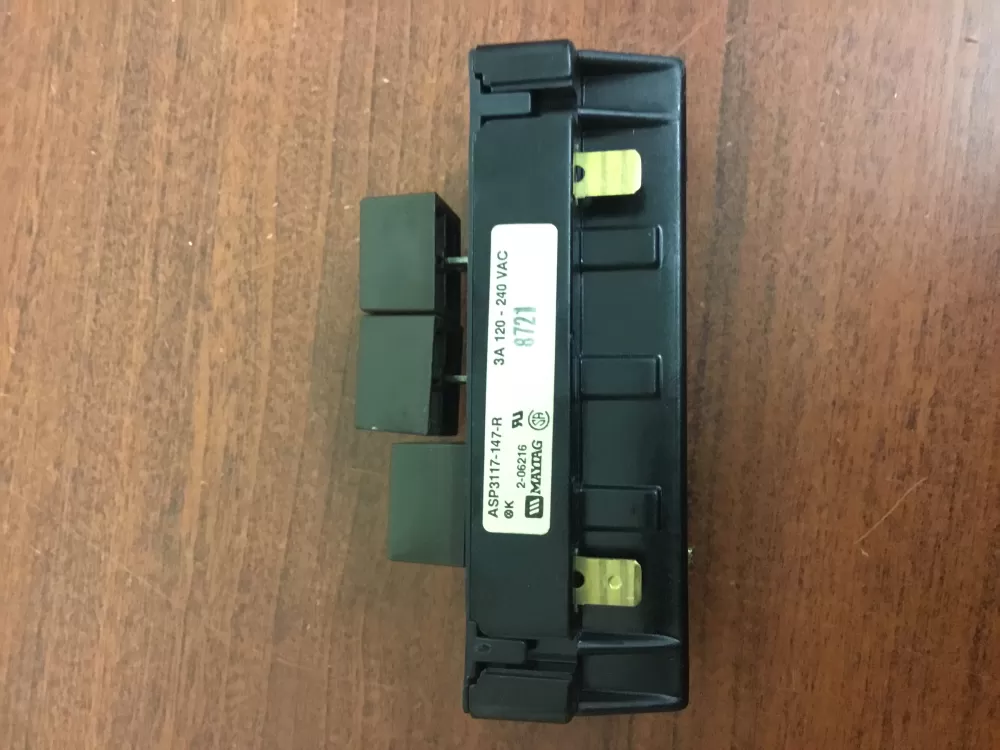 ASP3117-147-R 3A 120 - 240 VAC
K 2-06216 8721
MAYTAG